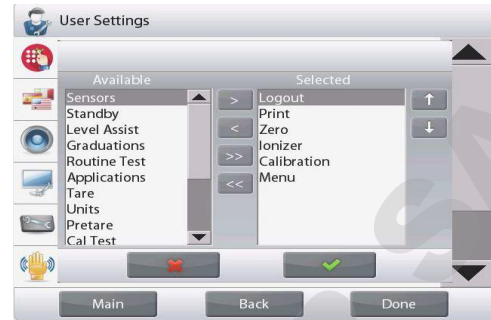 User Settings
Available
Sensors
Standby
Level Assist
Graduations
Routine Test
Applications
Tare
Units
Pretare
Cal Test
>
<
>>
<<
Selected
Logout
Print
Zero
Ionizer
Calibration
Menu
Main
Back
Done